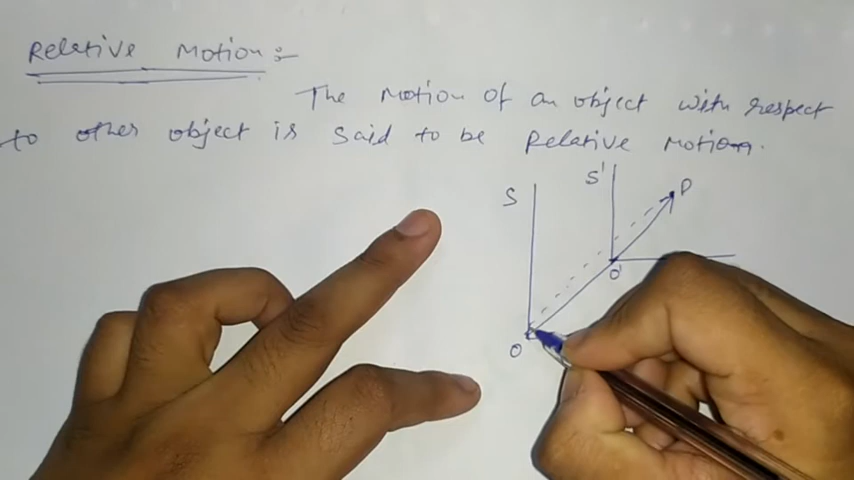 Relative Motion:-
The Motion of an object with respect
to other object is said to be Relative Motion.
S
S'
P
O'
O